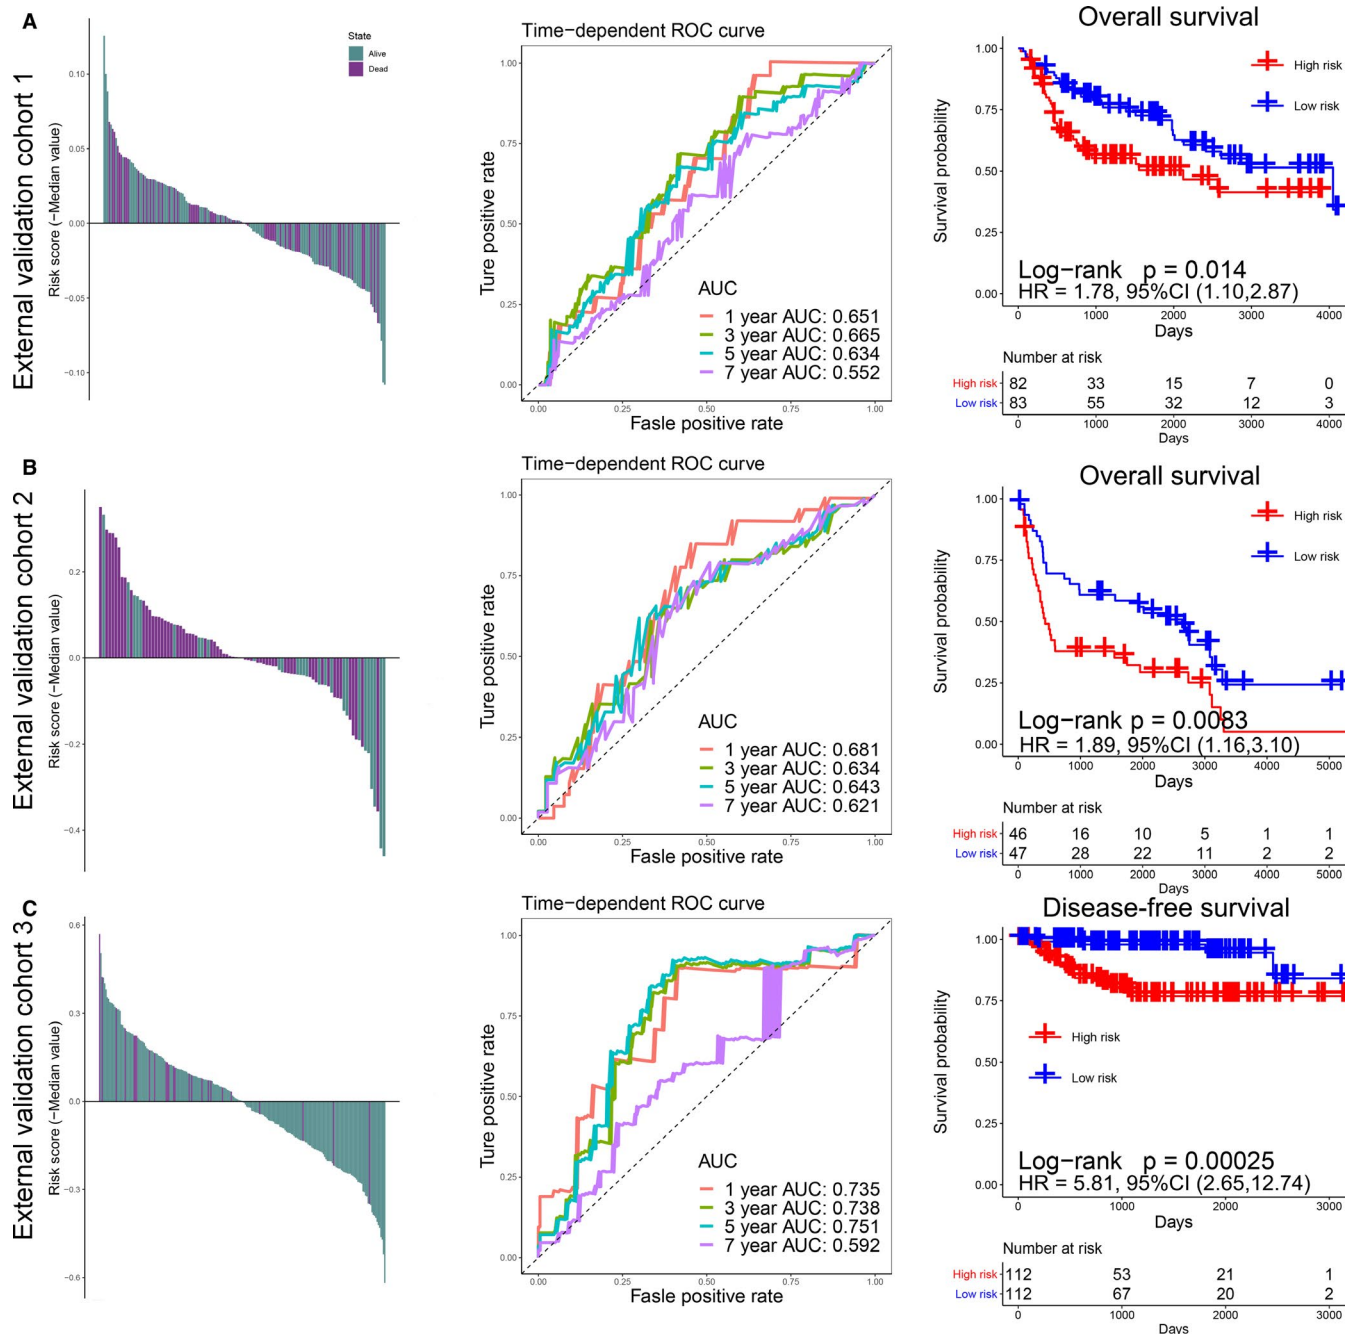 A
External validation cohort 1
Risk score (−Median value)
0.10
0.05
0.00
−0.05
−0.10
State
Alive
Dead
Time−dependent ROC curve
Ture positive rate
1.00
0.75
0.50
0.25
0.00
AUC
1 year AUC: 0.651
3 year AUC: 0.665
5 year AUC: 0.634
7 year AUC: 0.552
0.00 0.25 0.50 0.75 1.00
Fasle positive rate
Overall survival
Survival probability
1.00
0.75
0.50
0.25
0.00
High risk
Low risk
Log−rank p = 0.014
HR = 1.78, 95%CI (1.10,2.87)
0 1000 2000 3000 4000
Days
Number at risk
High risk 82 33 15 7 0
Low risk 83 55 32 12 3
0 1000 2000 3000 4000
Days
B
External validation cohort 2
Risk score (−Median value)
0.2
0.0
−0.2
−0.4
Time−dependent ROC curve
Ture positive rate
1.00
0.75
0.50
0.25
0.00
AUC
1 year AUC: 0.681
3 year AUC: 0.634
5 year AUC: 0.643
7 year AUC: 0.621
0.00 0.25 0.50 0.75 1.00
Fasle positive rate
Overall survival
Survival probability
1.00
0.75
0.50
0.25
0.00
High risk
Low risk
Log−rank p = 0.0083
HR = 1.89, 95%CI (1.16,3.10)
0 1000 2000 3000 4000 5000
Days
Number at risk
High risk 46 16 10 5 1 1
Low risk 47 28 22 11 2 2
0 1000 2000 3000 4000 5000
Days
C
External validation cohort 3
Risk score (−Median value)
0.6
0.3
0.0
−0.3
−0.6
Time−dependent ROC curve
Ture positive rate
1.00
0.75
0.50
0.25
0.00
AUC
1 year AUC: 0.735
3 year AUC: 0.738
5 year AUC: 0.751
7 year AUC: 0.592
0.00 0.25 0.50 0.75 1.00
Fasle positive rate
Disease−free survival
Survival probability
1.00
0.75
0.50
0.25
0.00
High risk
Low risk
Log−rank p = 0.00025
HR = 5.81, 95%CI (2.65,12.74)
0 1000 2000 3000
Days
Number at risk
High risk 112 53 21 1
Low risk 112 67 20 2
0 1000 2000 3000
Days